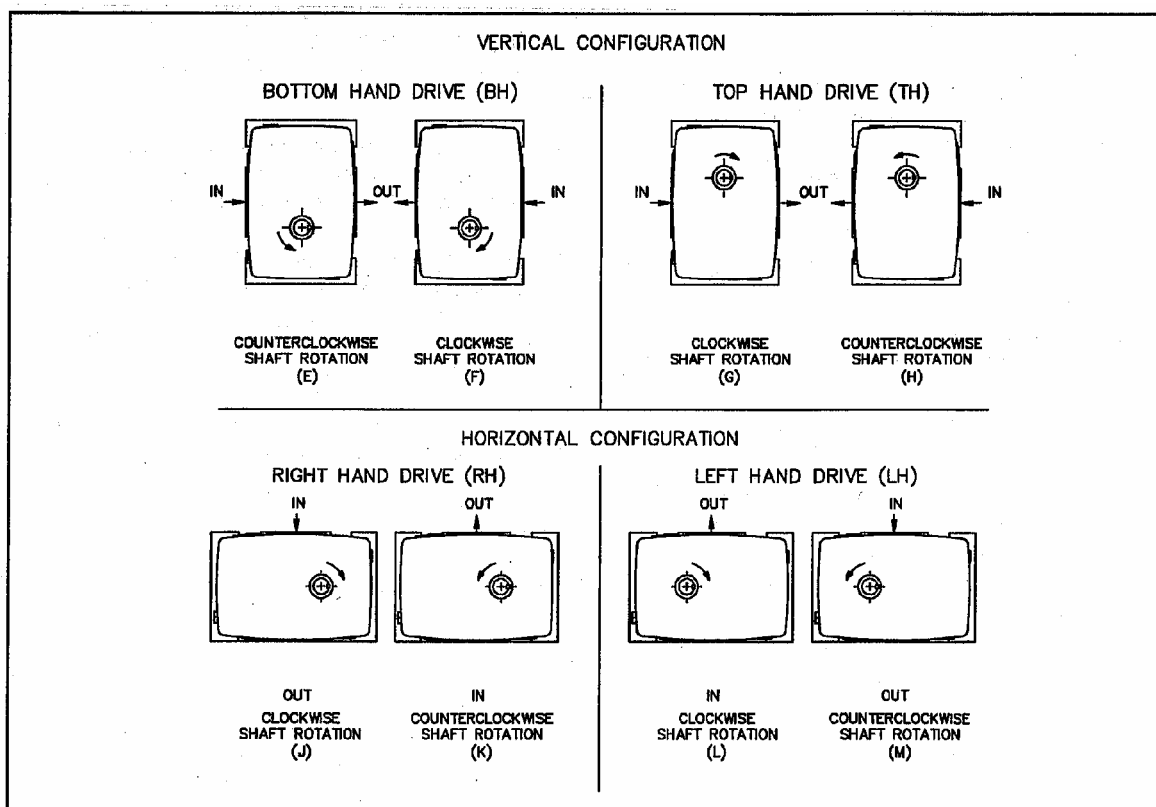 VERTICAL CONFIGURATION
BOTTOM HAND DRIVE (BH)
TOP HAND DRIVE (TH)
IN
OUT
IN
IN
OUT
IN
COUNTERCLOCKWISE
SHAFT ROTATION
(E)
CLOCKWISE
SHAFT ROTATION
(F)
CLOCKWISE
SHAFT ROTATION
(G)
COUNTERCLOCKWISE
SHAFT ROTATION
(H)
HORIZONTAL CONFIGURATION
RIGHT HAND DRIVE (RH)
LEFT HAND DRIVE (LH)
IN
OUT
OUT
IN
OUT
CLOCKWISE
SHAFT ROTATION
(J)
IN
COUNTERCLOCKWISE
SHAFT ROTATION
(K)
IN
CLOCKWISE
SHAFT ROTATION
(L)
OUT
COUNTERCLOCKWISE
SHAFT ROTATION
(M)